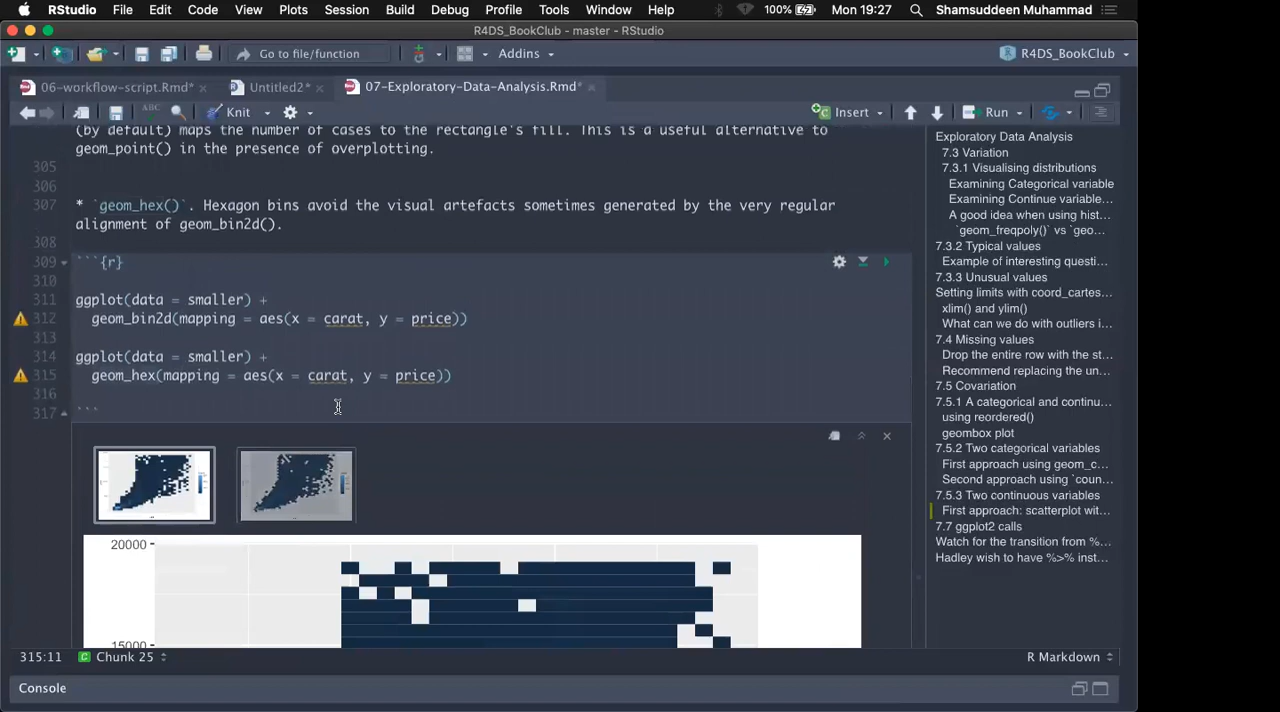 RStudio File Edit Code View Plots Session Build Debug Profile Tools Window Help 100% Mon 19:27 Shamsuddeen Muhammad
R4DS_BookClub - master - RStudio
Go to file/function Addins R4DS_BookClub
06-workflow-script.Rmd* Untitled2* 07-Exploratory-Data-Analysis.Rmd*
ABC Knit Insert Run
(by default) maps the number of cases to the rectangle's fill. This is a useful alternative to
geom_point() in the presence of overplotting.
305
306
307 * `geom_hex()`. Hexagon bins avoid the visual artefacts sometimes generated by the very regular
alignment of geom_bin2d().
308
309 ```{r}
310
311 ggplot(data = smaller) +
312 geom_bin2d(mapping = aes(x = carat, y = price))
313
314 ggplot(data = smaller) +
315 geom_hex(mapping = aes(x = carat, y = price))
316
317 ```
20000
15000
315:11 Chunk 25 R Markdown
Console
Exploratory Data Analysis
7.3 Variation
7.3.1 Visualising distributions
Examining Categorical variable
Examining Continue variable...
A good idea when using hist...
`geom_freqpoly()` vs `geo...
7.3.2 Typical values
Example of interesting questi...
7.3.3 Unusual values
Setting limits with coord_cartes...
xlim() and ylim()
What can we do with outliers i...
7.4 Missing values
Drop the entire row with the st...
Recommend replacing the un...
7.5 Covariation
7.5.1 A categorical and continu...
using reordered()
geombox plot
7.5.2 Two categorical variables
First approach using geom_c...
Second approach using `coun...
7.5.3 Two continuous variables
First approach: scatterplot wit...
7.7 ggplot2 calls
Watch for the transition from %...
Hadley wish to have %>% inst...